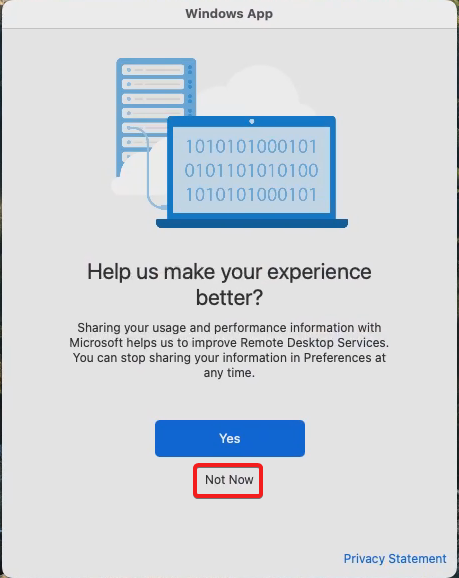 Windows App
1010101000101
0101101010100
1010101000101
Help us make your experience
better?
Sharing your usage and performance information with
Microsoft helps us to improve Remote Desktop Services.
You can stop sharing your information in Preferences at
any time.
Yes
Not Now
Privacy Statement